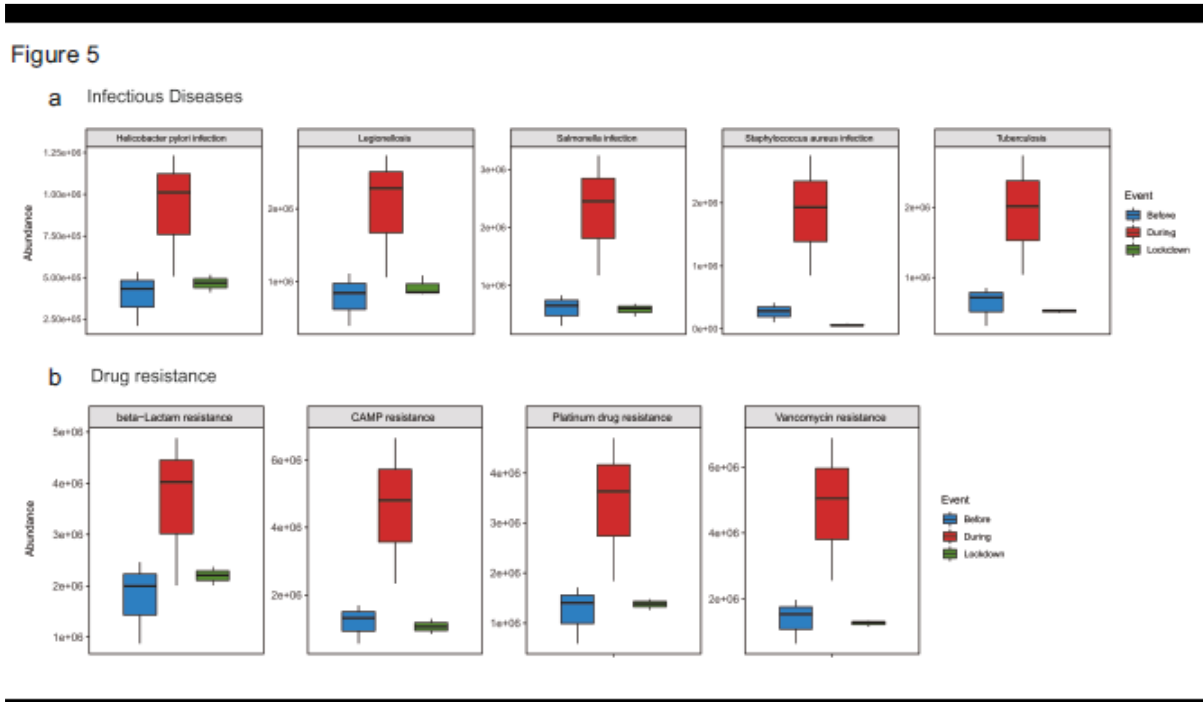 Figure 5
a Infectious Diseases
Helicobacter pylori infection
Legionellosis
Salmonella infection
Staphylococcus aureus infection
Tuberculosis
Abundance
1.25e+06
1.00e+06
7.50e+05
5.00e+05
2.50e+05
2e+06
1e+06
3e+06
2e+06
1e+06
2e+06
1e+06
0e+00
2e+06
1e+06
Event
Before
During
Lockdown
b Drug resistance
beta-Lactam resistance
CAMP resistance
Platinum drug resistance
Vancomycin resistance
Abundance
5e+06
4e+06
3e+06
2e+06
1e+06
6e+06
4e+06
2e+06
4e+06
3e+06
2e+06
1e+06
6e+06
4e+06
2e+06
Event
Before
During
Lockdown